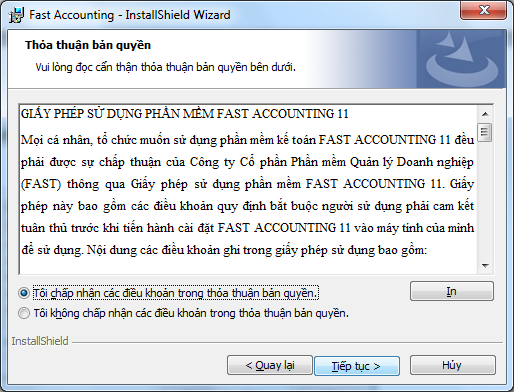 Fast Accounting - InstallShield Wizard
Thỏa thuận bản quyền
Vui lòng đọc cẩn thận thỏa thuận bản quyền bên dưới.
GIẤY PHÉP SỬ DỤNG PHẦN MỀM FAST ACCOUNTING 11
Mọi cá nhân, tổ chức muốn sử dụng phần mềm kế toán FAST ACCOUNTING 11 đều
phải được sự chấp thuận của Công ty Cổ phần Phần mềm Quản lý Doanh nghiệp
(FAST) thông qua Giấy phép sử dụng phần mềm FAST ACCOUNTING 11. Giấy
phép này bao gồm các điều khoản quy định bắt buộc người sử dụng phải cam kết
tuân thủ trước khi tiến hành cài đặt FAST ACCOUNTING 11 vào máy tính của mình
để sử dụng. Nội dung các điều khoản ghi trong giấy phép sử dụng bao gồm:
Tôi chấp nhận các điều khoản trong thỏa thuận bản quyền.
In
Tôi không chấp nhận các điều khoản trong thỏa thuận bản quyền.
InstallShield
< Quay lại
Tiếp tục >
Hủy